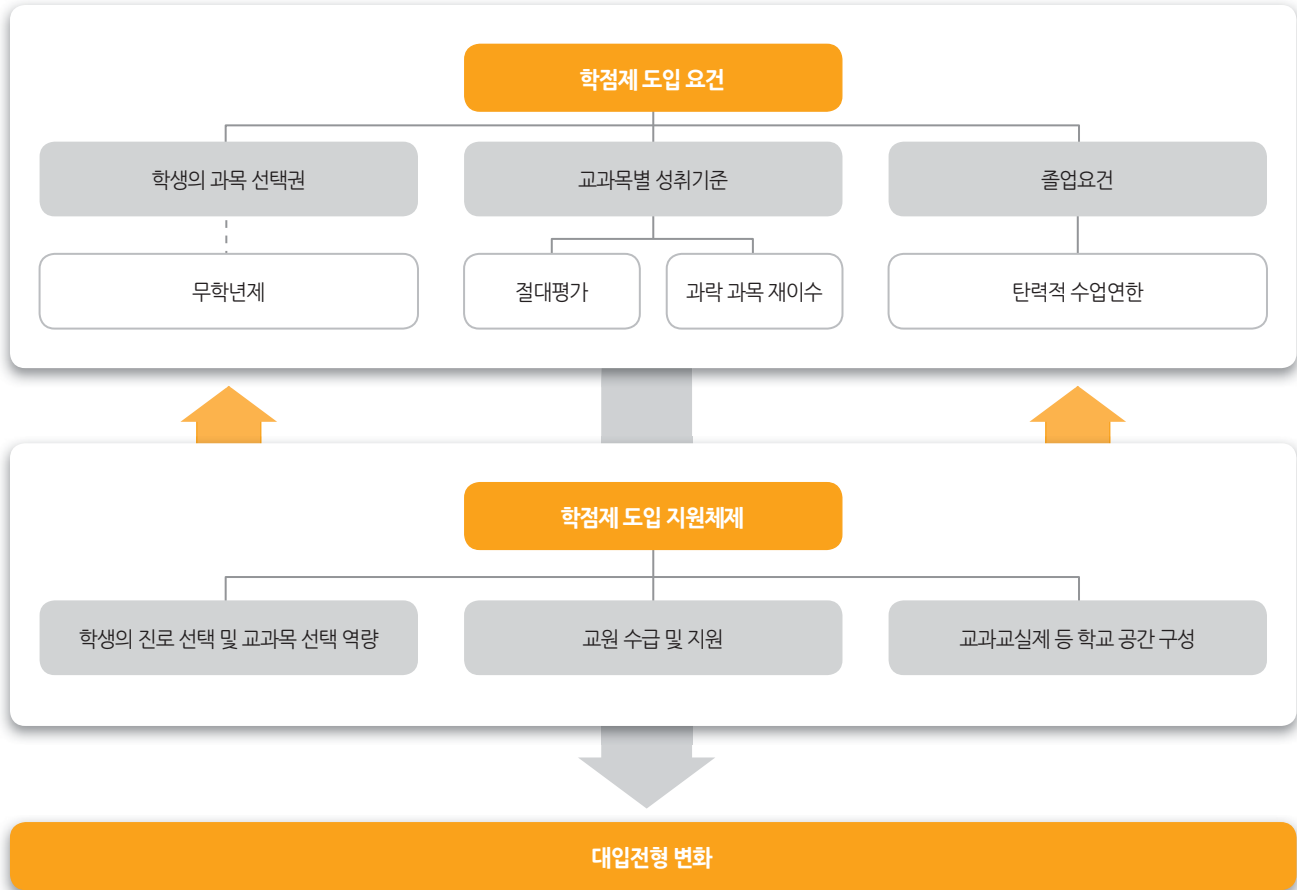 학점제 도입 요건
학생의 과목 선택권
교과목별 성취기준
졸업요건
무학년제
절대평가
과락 과목 재이수
탄력적 수업연한
학점제 도입 지원체제
학생의 진로 선택 및 교과목 선택 역량
교원 수급 및 지원
교과교실제 등 학교 공간 구성
대입전형 변화